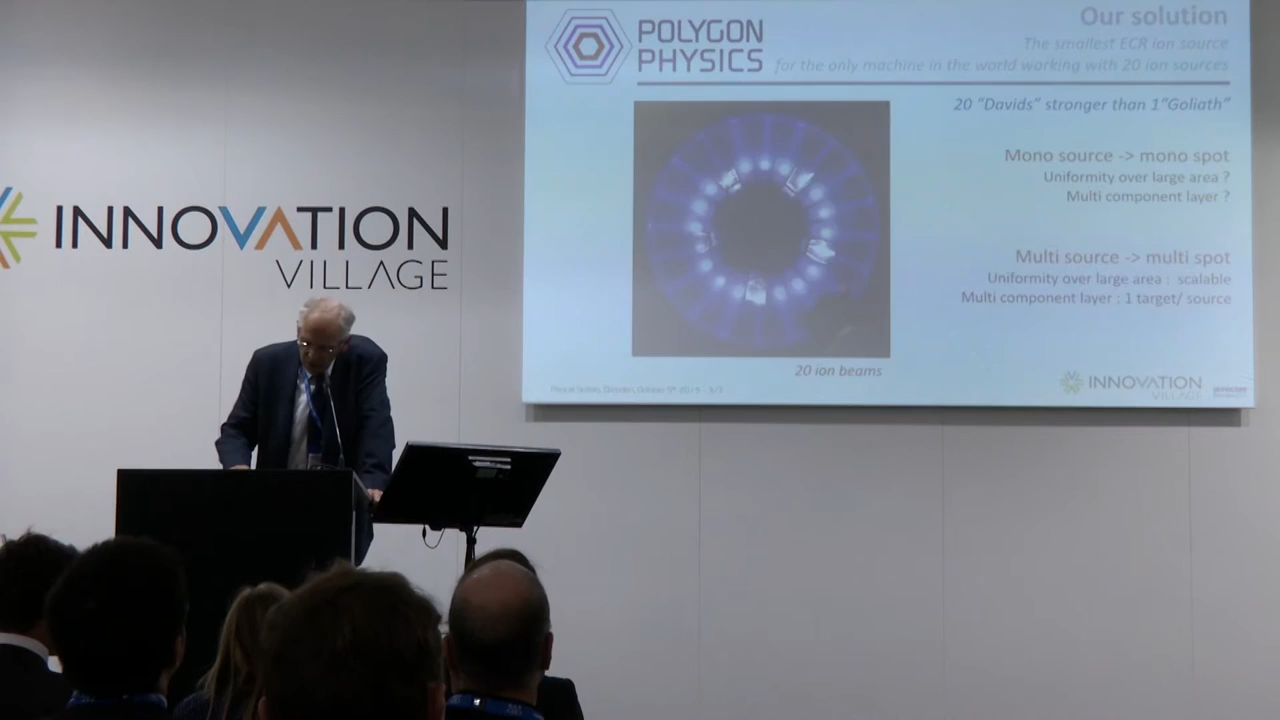 INNOVATION
VILLAGE
POLYGON
PHYSICS
Our solution
The smallest ECR ion source
for the only machine in the world working with 20 ion sources
20 "Davids" stronger than 1"Goliath"
Mono source -> mono spot
Uniformity over large area ?
Multi component layer ?
Multi source -> multi spot
Uniformity over large area : scalable
Multi component layer : 1 target/ source
20 ion beams
INNOVATION
VILLAGE